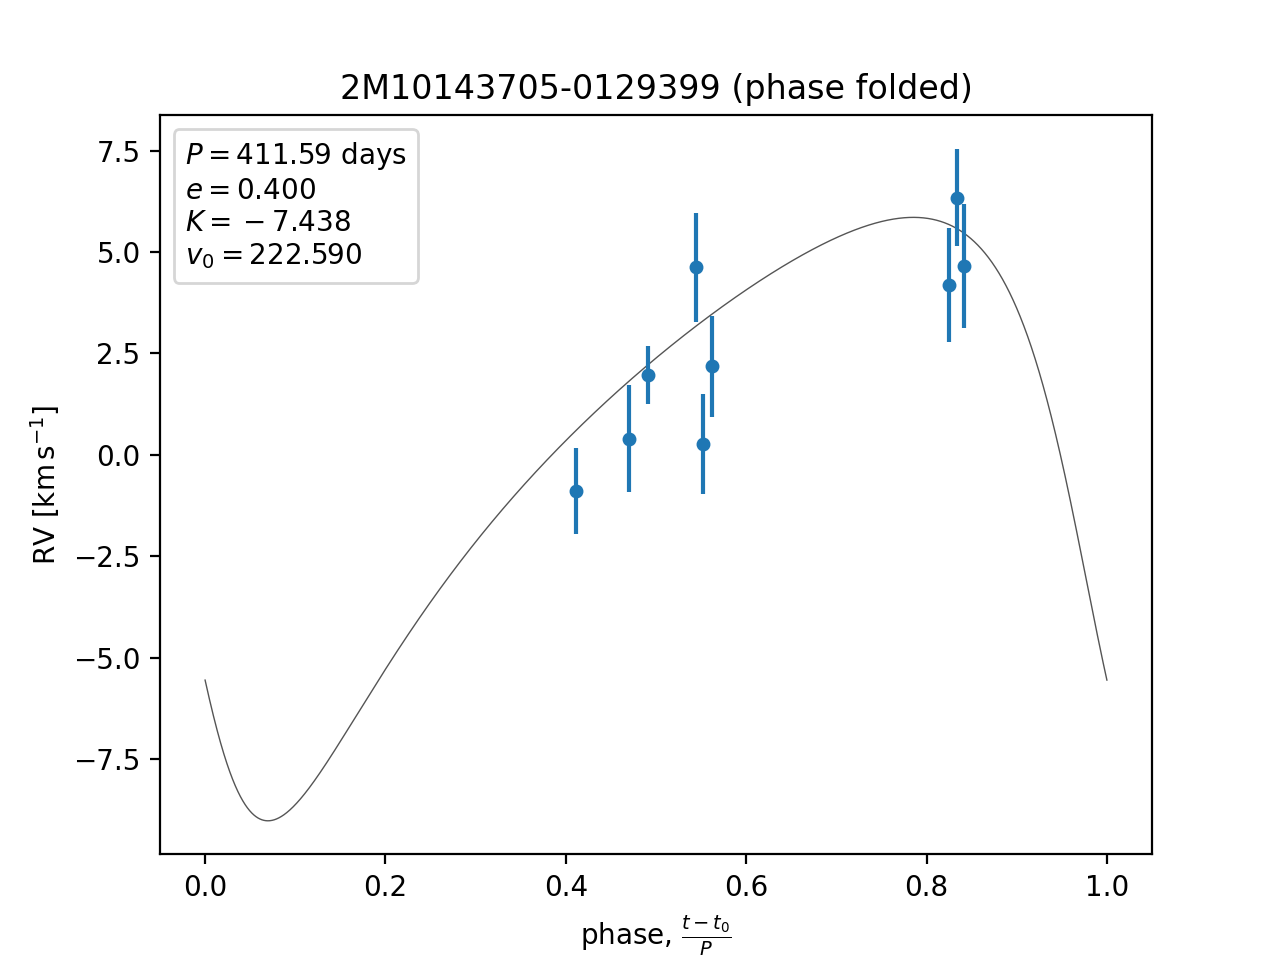 2M10143705-0129399 (phase folded)
P = 411.59 days
e = 0.400
K = −7.438
v₀ = 222.590
RV [km s⁻¹]
7.5
5.0
2.5
0.0
−2.5
−5.0
−7.5
0.0 0.2 0.4 0.6 0.8 1.0
phase, (t − t₀)/P